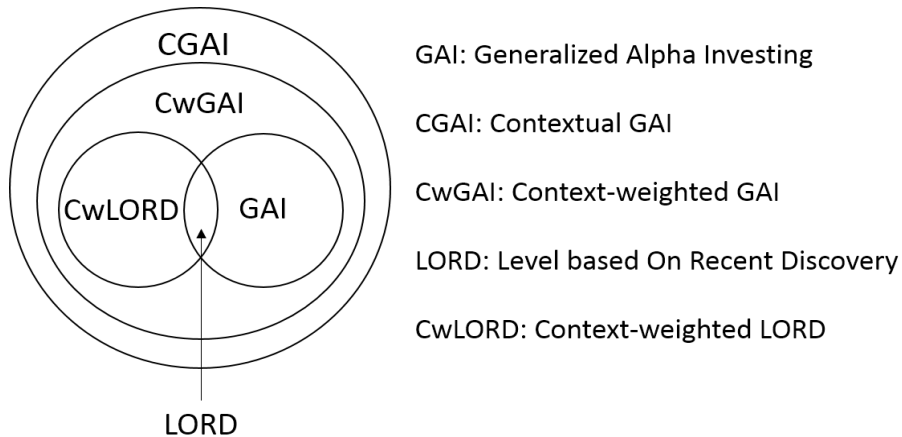 CGAI
CwGAI
CwLORD
GAI
LORD
GAI: Generalized Alpha Investing
CGAI: Contextual GAI
CwGAI: Context-weighted GAI
LORD: Level based On Recent Discovery
CwLORD: Context-weighted LORD